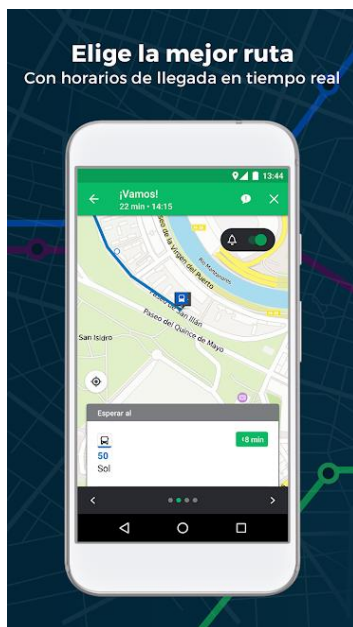 Elige la mejor ruta
Con horarios de llegada en tiempo real
13:44
¡Vamos!
22 min - 14:15
de la Virgen del Puerto
Río Manzanares
Paseo de San Illán
Paseo del Quince de Mayo
San Isidro
Esperar al
8 min
50
Sol